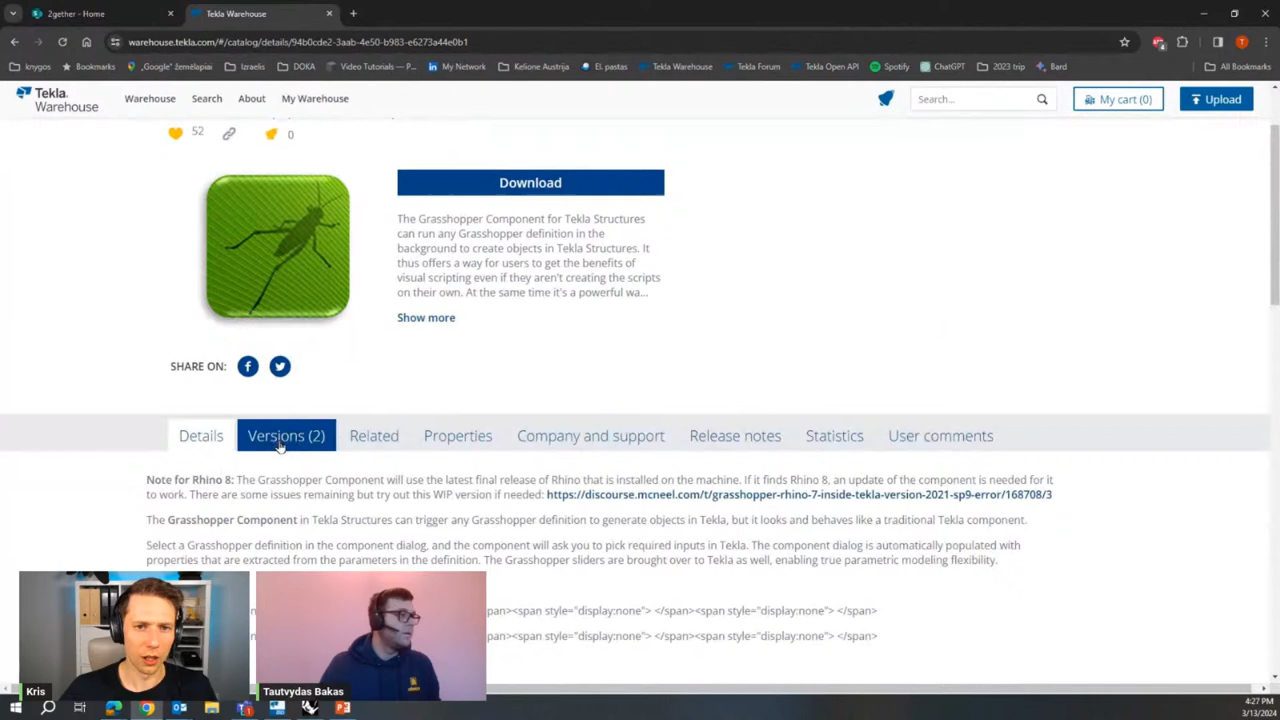 2gether - Home
Tekla Warehouse
warehouse.tekla.com/#/catalog/details/94b0cde2-3aab-4e50-b983-e6273a44e0b1
knygos
Bookmarks
„Google“ žemėlapiai
Izraelis
DOKA
Video Tutorials — P...
My Network
Kelione Austrija
El. pastas
Tekla Warehouse
Tekla Forum
Tekla Open API
Spotify
ChatGPT
2023 trip
Bard
All Bookmarks
Tekla
Warehouse
Warehouse
Search
About
My Warehouse
Search...
My cart (0)
Upload
52
0
Download
The Grasshopper Component for Tekla Structures
can run any Grasshopper definition in the
background to create objects in Tekla Structures. It
thus offers a way for users to get the benefits of
visual scripting even if they aren't creating the scripts
on their own. At the same time it's a powerful wa...
Show more
SHARE ON:
Details
Versions (2)
Related
Properties
Company and support
Release notes
Statistics
User comments
Note for Rhino 8: The Grasshopper Component will use the latest final release of Rhino that is installed on the machine. If it finds Rhino 8, an update of the component is needed for it
to work. There are some issues remaining but try out this WIP version if needed: https://discourse.mcneel.com/t/grasshopper-rhino-7-inside-tekla-version-2021-sp9-error/168708/3
The Grasshopper Component in Tekla Structures can trigger any Grasshopper definition to generate objects in Tekla, but it looks and behaves like a traditional Tekla component.
Select a Grasshopper definition in the component dialog, and the component will ask you to pick required inputs in Tekla. The component dialog is automatically populated with
properties that are extracted from the parameters in the definition. The Grasshopper sliders are brought over to Tekla as well, enabling true parametric modeling flexibility.
pan><span style="display:none"> </span><span style="display:none"> </span>
pan><span style="display:none"> </span><span style="display:none"> </span>
Kris
Tautvydas Bakas
4:27 PM
3/13/2024